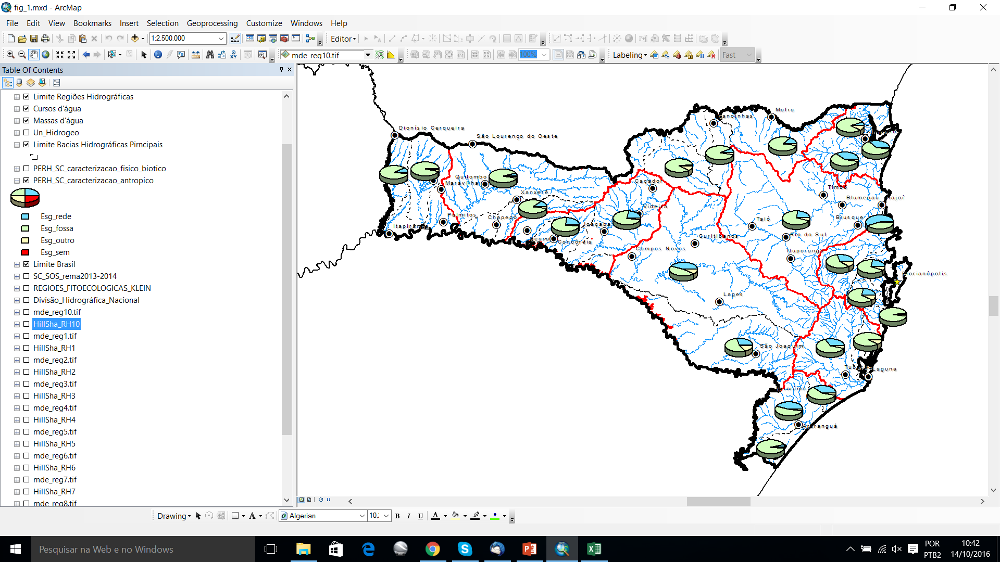 fig_1.mxd - ArcMap
File Edit View Bookmarks Insert Selection Geoprocessing Customize Windows Help
1:2.500.000 Editor
mde_reg10.tif 100% Labeling Fast
Table Of Contents
Limite Regiões Hidrográficas
Cursos d'água
Massas d'água
Un_Hidrogeo
Limite Bacias Hidrográficas Pirncipais
PERH_SC_caracterizacao_fisico_biotico
PERH_SC_caracterizacao_antropico
Esg_rede
Esg_fossa
Esg_outro
Esg_sem
Limite Brasil
SC_SOS_rema2013-2014
REGIOES_FITOECOLOGICAS_KLEIN
Divisão_Hidrográfica_Nacional
mde_reg10.tif
HillSha_RH10
mde_reg1.tif
HillSha_RH1
mde_reg2.tif
HillSha_RH2
mde_reg3.tif
HillSha_RH3
mde_reg4.tif
HillSha_RH4
mde_reg5.tif
HillSha_RH5
mde_reg6.tif
HillSha_RH6
mde_reg7.tif
HillSha_RH7
mde_reg8.tif
Mafra
Dionísio Cerqueira
São Lourenço do Oeste
Quilombo
Maravilha
Caçador
Xanxerê
Timbó
Blumenau
Itajaí
Videira
Palmitos
Chapecó
Brusque
Taió
Joaçaba
Rio do Sul
Seara
Concórdia
Curitibanos
Campos Novos
Ituporanga
Florianópolis
Lages
São Joaquim
Laguna
Criciúma
Araranguá
Drawing Algerian B I U A
Pesquisar na Web e no Windows
POR
PTB2
10:42
14/10/2016